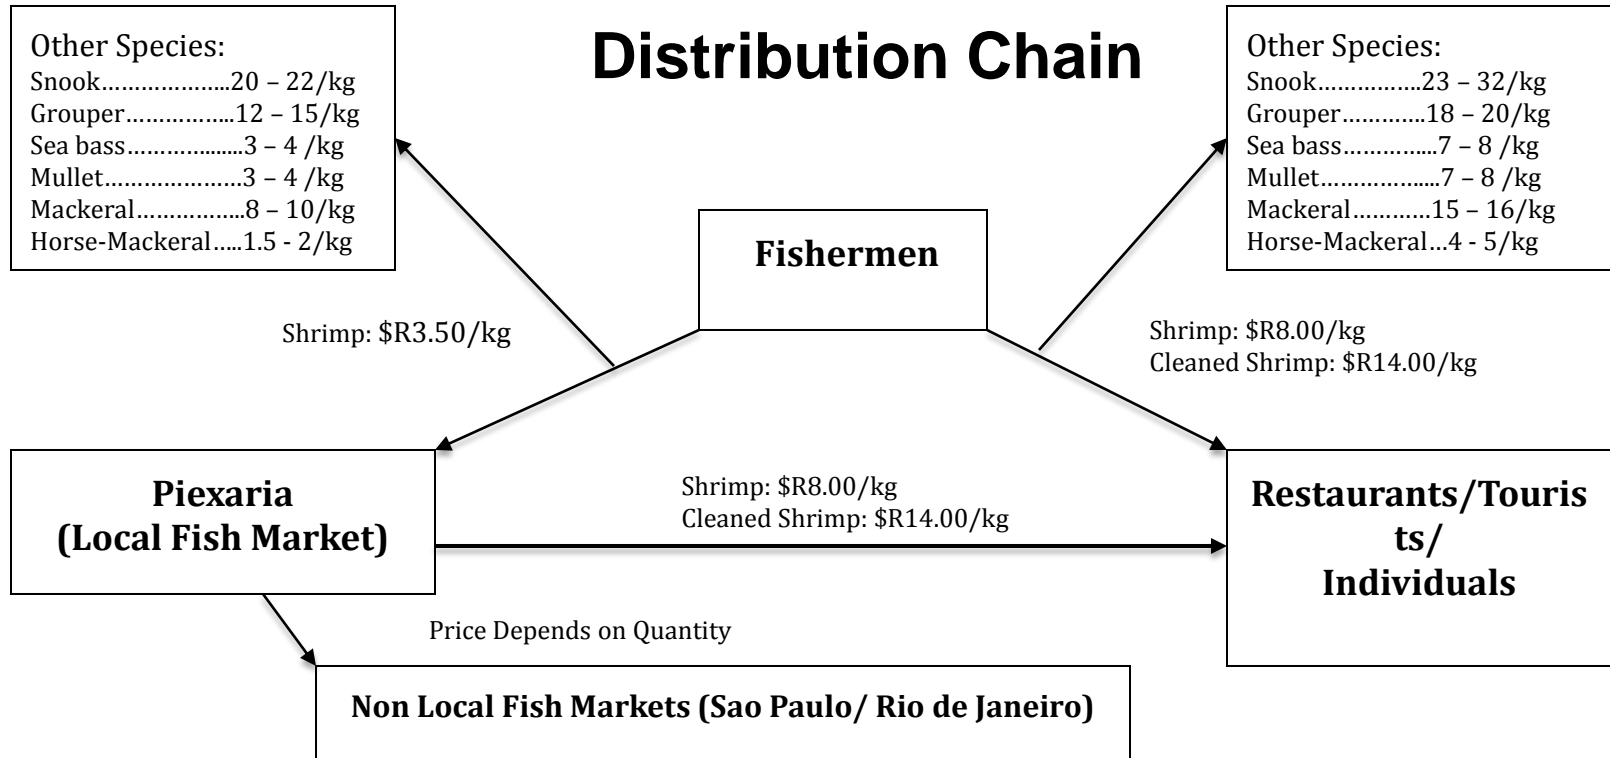 Distribution Chain
Other Species:
Snook………………..20 – 22/kg
Grouper……………..12 – 15/kg
Sea bass………….......3 – 4 /kg
Mullet…………………3 – 4 /kg
Mackeral……………..8 – 10/kg
Horse-Mackeral…..1.5 - 2/kg
Other Species:
Snook…………….23 – 32/kg
Grouper………….18 – 20/kg
Sea bass…………....7 – 8 /kg
Mullet…………….....7 – 8 /kg
Mackeral…………15 – 16/kg
Horse-Mackeral…4 - 5/kg
Fishermen
Shrimp: $R3.50/kg
Shrimp: $R8.00/kg
Cleaned Shrimp: $R14.00/kg
Piexaria
(Local Fish Market)
Shrimp: $R8.00/kg
Cleaned Shrimp: $R14.00/kg
Restaurants/Touris
ts/
Individuals
Price Depends on Quantity
Non Local Fish Markets (Sao Paulo/ Rio de Janeiro)